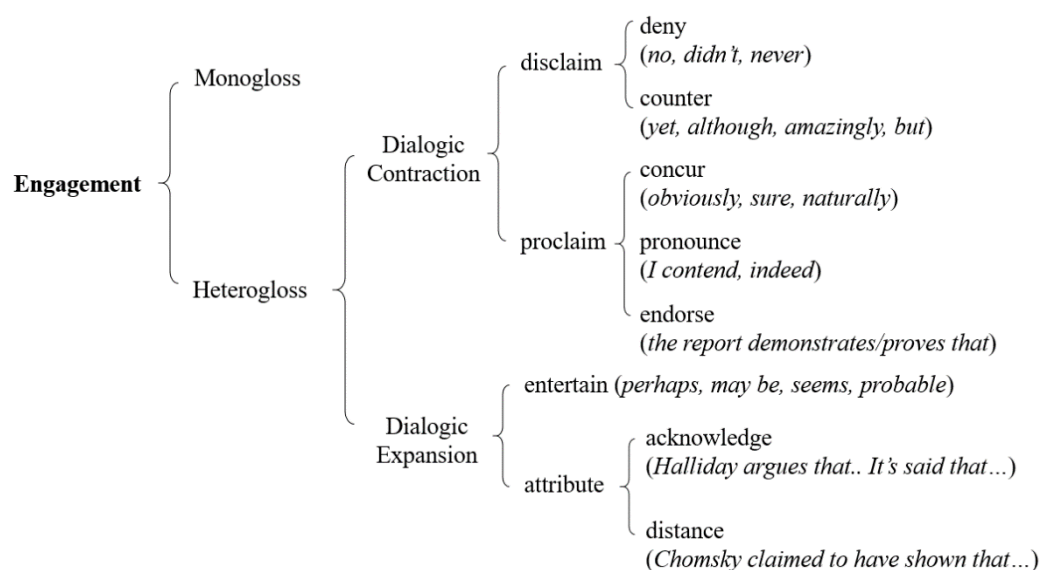 Engagement
Monogloss
Heterogloss
Dialogic
Contraction
disclaim
deny
(no, didn't, never)
counter
(yet, although, amazingly, but)
proclaim
concur
(obviously, sure, naturally)
pronounce
(I contend, indeed)
endorse
(the report demonstrates/proves that)
Dialogic
Expansion
entertain (perhaps, may be, seems, probable)
attribute
acknowledge
(Halliday argues that.. It's said that…)
distance
(Chomsky claimed to have shown that…)